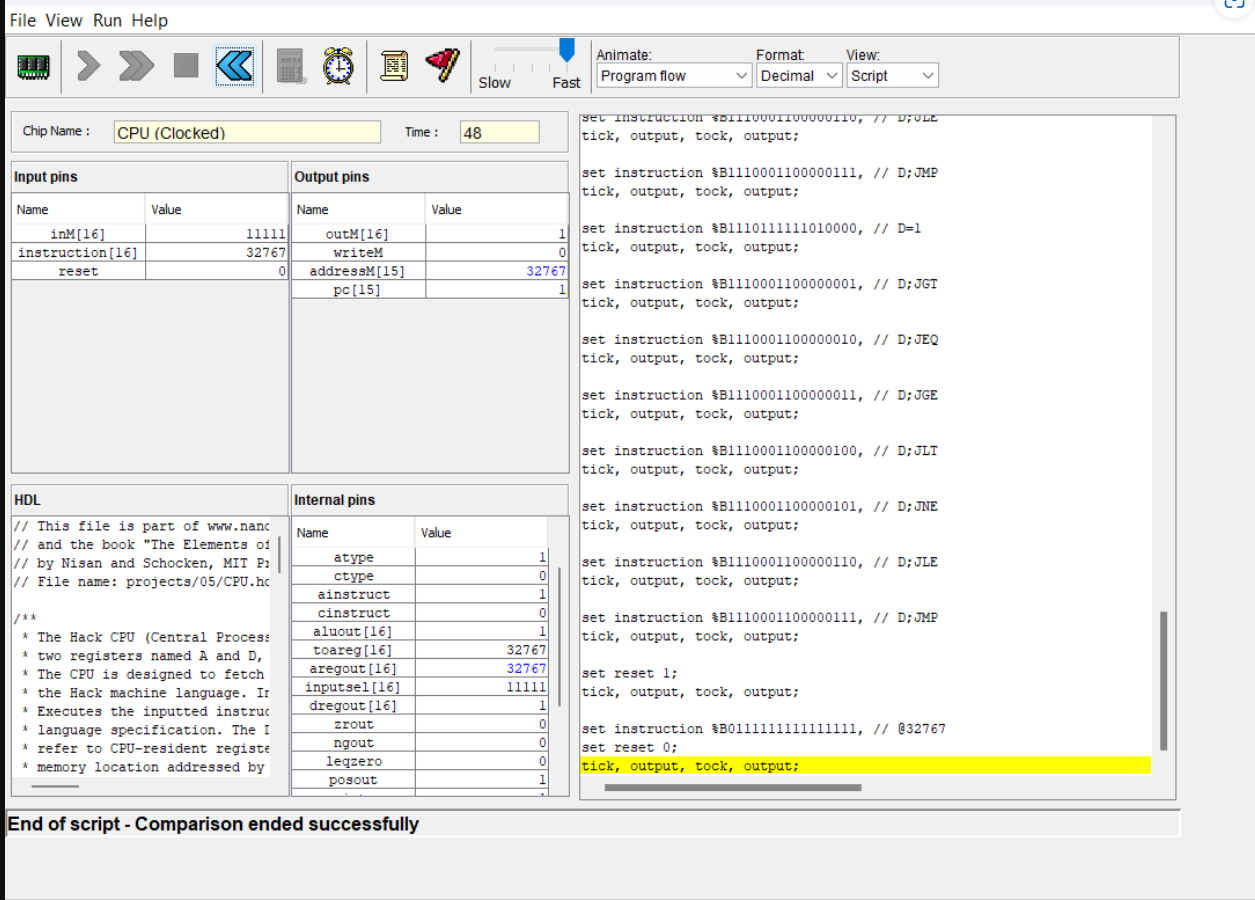 File View Run Help
Slow
Fast
Animate:
Program flow
Format:
Decimal
View:
Script
Chip Name :
CPU (Clocked)
Time :
48
Input pins
Name Value
inM[16] 11111
instruction[16] 32767
reset 0
Output pins
Name Value
outM[16] 1
writeM 0
addressM[15] 32767
pc[15] 1
HDL
// This file is part of www.nanc
// and the book "The Elements of
// by Nisan and Schocken, MIT Pr
// File name: projects/05/CPU.hd
/**
* The Hack CPU (Central Process
* two registers named A and D,
* The CPU is designed to fetch
* the Hack machine language. In
* Executes the inputted instruc
* language specification. The D
* refer to CPU-resident registe
* memory location addressed by
Internal pins
Name Value
atype 1
ctype 0
ainstruct 1
cinstruct 0
aluout[16] 1
toareg[16] 32767
aregout[16] 32767
inputsel[16] 11111
dregout[16] 1
zrout 0
ngout 0
leqzero 0
posout 1
set instruction %B1110001100000110, // D;JLE
tick, output, tock, output;
set instruction %B1110001100000111, // D;JMP
tick, output, tock, output;
set instruction %B1110111111010000, // D=1
tick, output, tock, output;
set instruction %B1110001100000001, // D;JGT
tick, output, tock, output;
set instruction %B1110001100000010, // D;JEQ
tick, output, tock, output;
set instruction %B1110001100000011, // D;JGE
tick, output, tock, output;
set instruction %B1110001100000100, // D;JLT
tick, output, tock, output;
set instruction %B1110001100000101, // D;JNE
tick, output, tock, output;
set instruction %B1110001100000110, // D;JLE
tick, output, tock, output;
set instruction %B1110001100000111, // D;JMP
tick, output, tock, output;
set reset 1;
tick, output, tock, output;
set instruction %B0111111111111111, // @32767
set reset 0;
tick, output, tock, output;
End of script - Comparison ended successfully